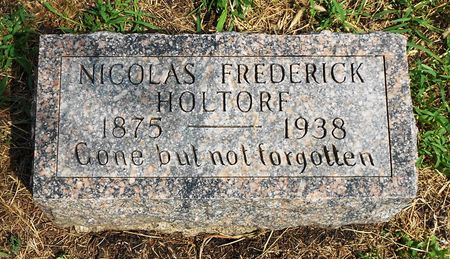 NICOLAS FREDERICK
HOLTORF
1875 — 1938
Gone but not forgotten